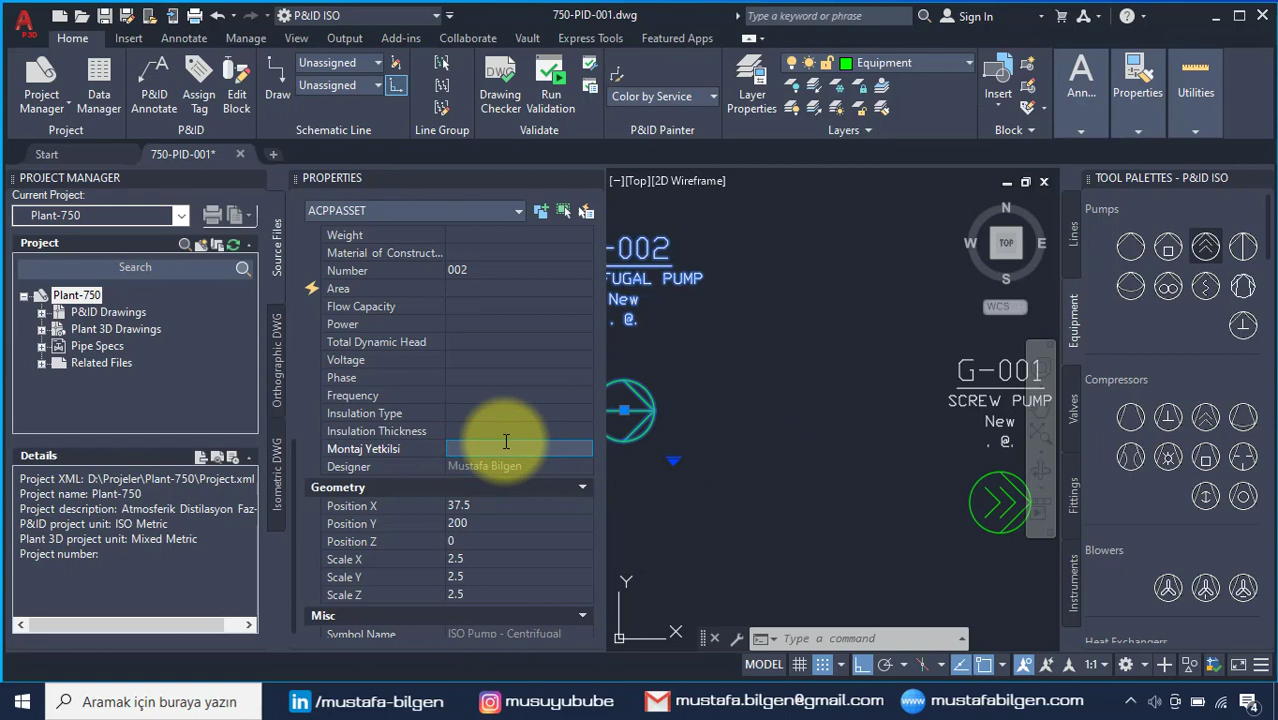 P3D
P&ID ISO
750-PID-001.dwg
Type a keyword or phrase
Sign In
Home
Insert
Annotate
Manage
View
Output
Add-ins
Collaborate
Vault
Express Tools
Featured Apps
Project Manager
Data Manager
Project
P&ID Annotate
Assign Tag
Edit Block
P&ID
Draw
Unassigned
Unassigned
Schematic Line
Line Group
DWG
Drawing Checker
Run Validation
Validate
Color by Service
P&ID Painter
Layer Properties
Equipment
Layers
Insert
Block
Ann...
Properties
Utilities
Start
750-PID-001*
PROJECT MANAGER
Current Project:
Plant-750
Project
Search
Plant-750
P&ID Drawings
Plant 3D Drawings
Pipe Specs
Related Files
Details
Project XML: D:\Projeler\Plant-750\Project.xml
Project name: Plant-750
Project description: Atmosferik Distilasyon Faz-
P&ID project unit: ISO Metric
Plant 3D project unit: Mixed Metric
Project number:
Source Files
Orthographic DWG
Isometric DWG
PROPERTIES
ACPPASSET
Weight
Material of Construct...
Number 002
Area
Flow Capacity
Power
Total Dynamic Head
Voltage
Phase
Frequency
Insulation Type
Insulation Thickness
Montaj Yetkilsi
Designer Mustafa Bilgen
Geometry
Position X 37.5
Position Y 200
Position Z 0
Scale X 2.5
Scale Y 2.5
Scale Z 2.5
Misc
Symbol Name ISO Pump - Centrifugal
[−][Top][2D Wireframe]
-002
FUGAL PUMP
New
. @.
N
W TOP E
S
WCS
G-001
SCREW PUMP
New
. @.
Y
X
Type a command
TOOL PALETTES - P&ID ISO
Lines
Equipment
Valves
Fittings
Instruments
Pumps
Compressors
Blowers
Heat Exchangers
MODEL
1:1
Aramak için buraya yazın
/mustafa-bilgen
musuyubube
mustafa.bilgen@gmail.com
www
mustafabilgen.com
4